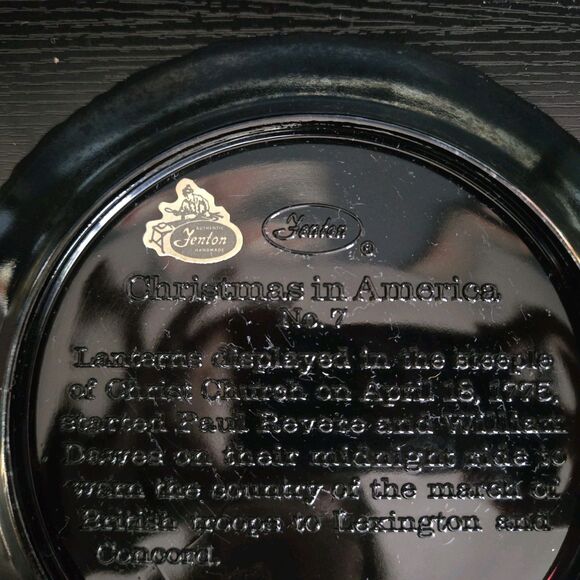 AUTHENTIC
Fenton
HANDMADE
Fenton
®
Christmas in America
No. 7
Lanterns displayed in the steeple
of Christ Church on April 18, 1775,
started Paul Revere and William
Dawes on their midnight ride to
warn the country of the march of
British troops to Lexington and
Concord.